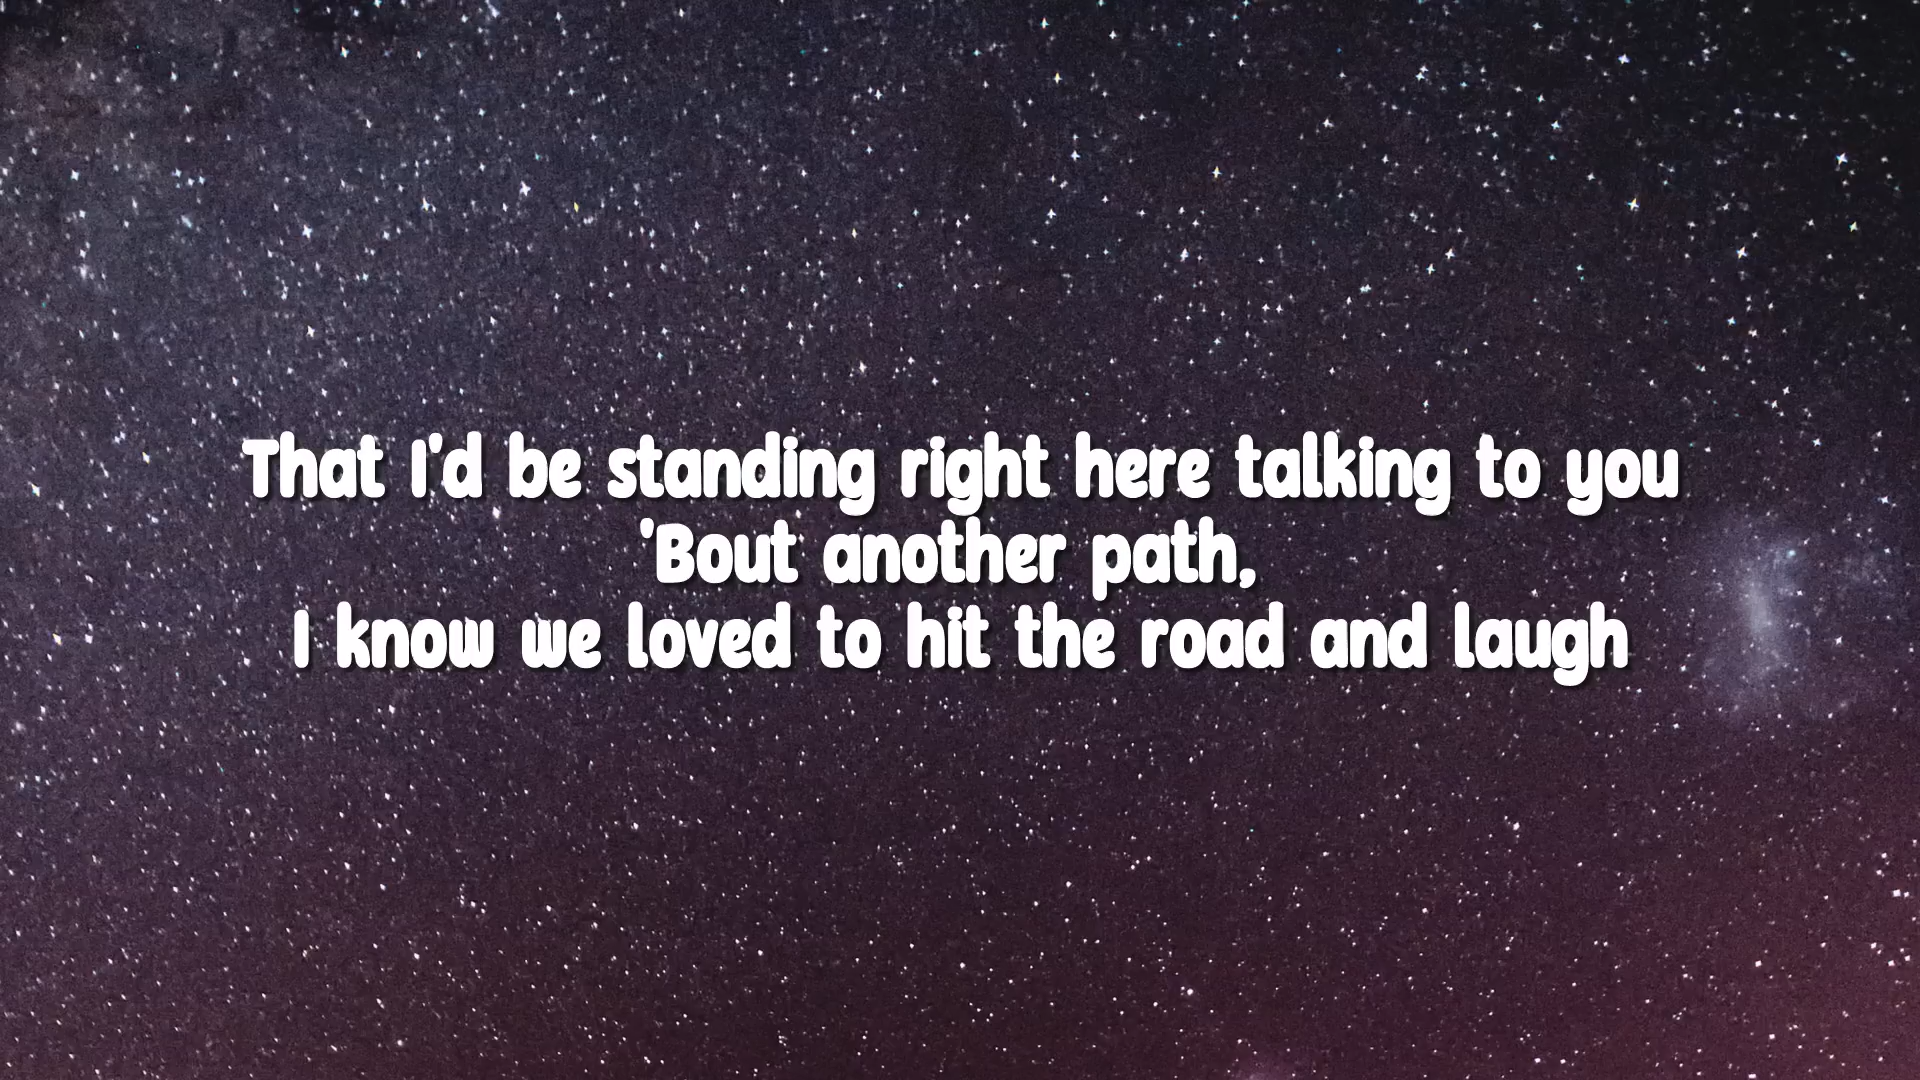 That I'd be standing right here talking to you
'Bout another path,
I know we loved to hit the road and laugh